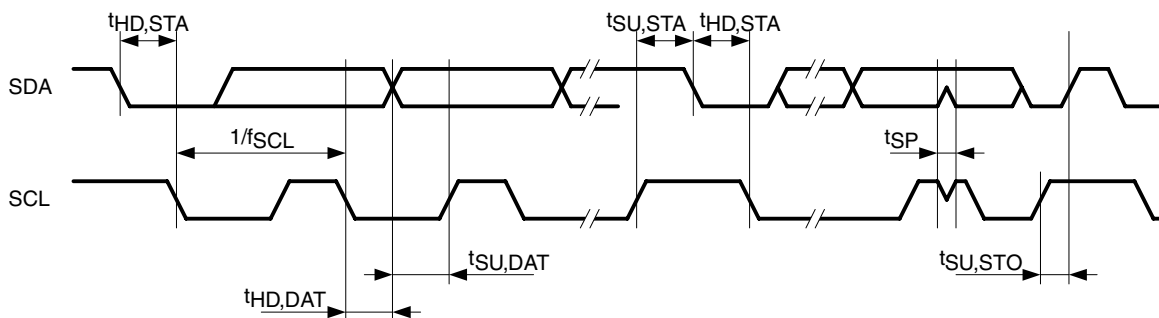 tHD,STA
tSU,STA
tHD,STA
SDA
1/fSCL
tSP
SCL
tSU,DAT
tSU,STO
tHD,DAT